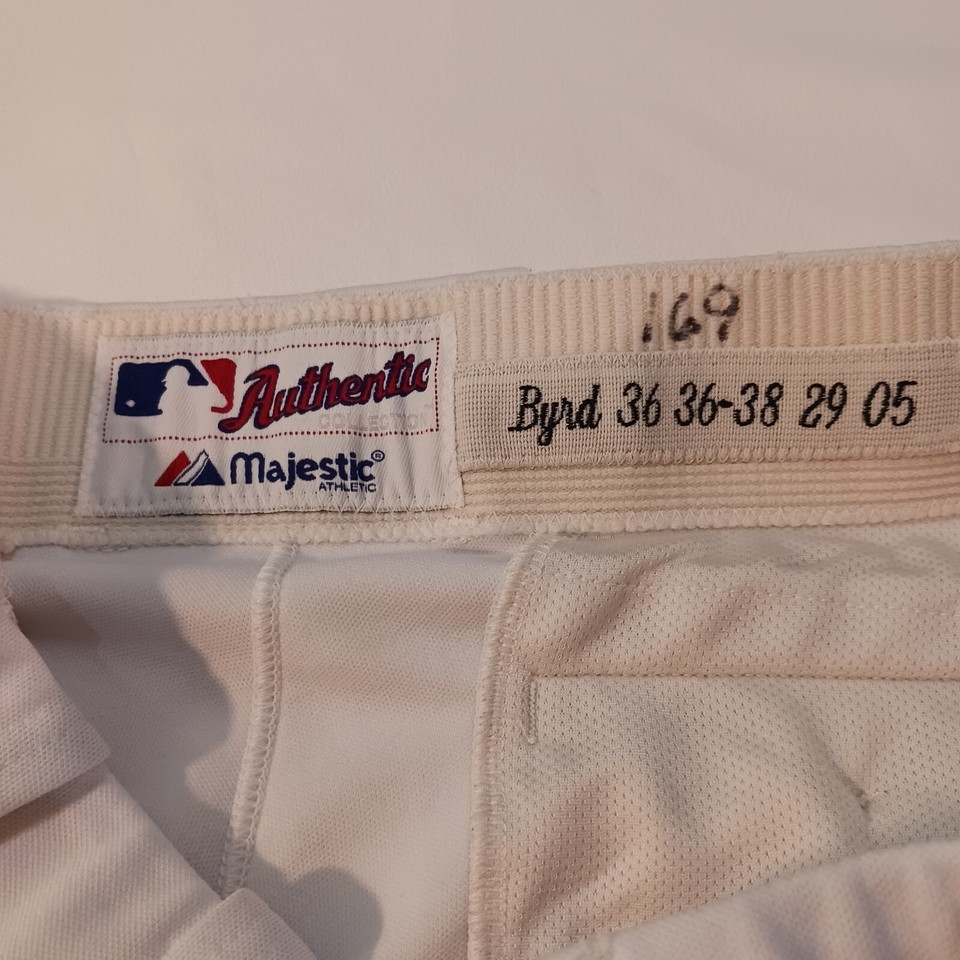 169
Authentic
COLLECTION
Majestic®
ATHLETIC
Byrd 36 36-38 29 05